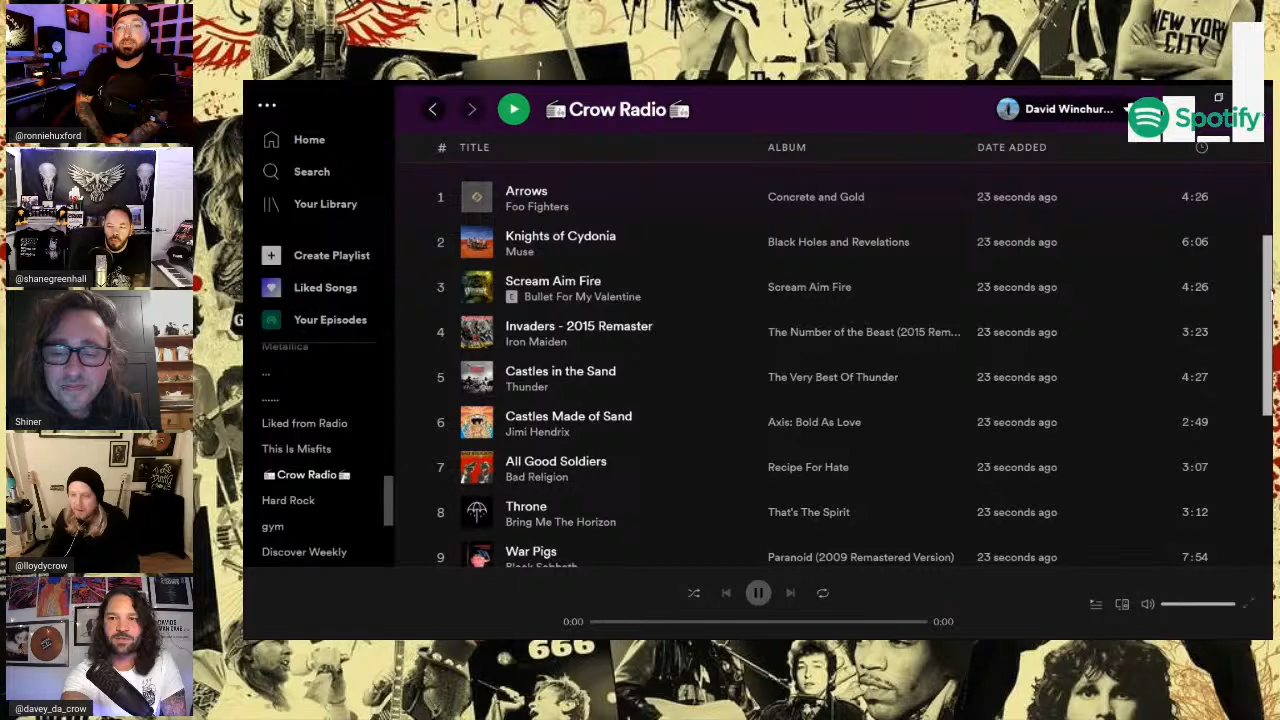 @ronniehuxford
@shanegreenhall
Shiner
@lloydycrow
@davey_da_crow
NEW YORK
CITY
666
Spotify
📻Crow Radio📻
David Winchur...
Home
Search
Your Library
Create Playlist
Liked Songs
Your Episodes
Metallica
...
......
Liked from Radio
This Is Misfits
📻Crow Radio📻
Hard Rock
gym
Discover Weekly
# TITLE ALBUM DATE ADDED
1 Arrows Concrete and Gold 23 seconds ago 4:26
Foo Fighters
2 Knights of Cydonia Black Holes and Revelations 23 seconds ago 6:06
Muse
3 Scream Aim Fire Scream Aim Fire 23 seconds ago 4:26
E Bullet For My Valentine
4 Invaders - 2015 Remaster The Number of the Beast (2015 Rem... 23 seconds ago 3:23
Iron Maiden
5 Castles in the Sand The Very Best Of Thunder 23 seconds ago 4:27
Thunder
6 Castles Made of Sand Axis: Bold As Love 23 seconds ago 2:49
Jimi Hendrix
7 All Good Soldiers Recipe For Hate 23 seconds ago 3:07
Bad Religion
8 Throne That's The Spirit 23 seconds ago 3:12
Bring Me The Horizon
9 War Pigs Paranoid (2009 Remastered Version) 23 seconds ago 7:54
Black Sabbath
0:00 0:00